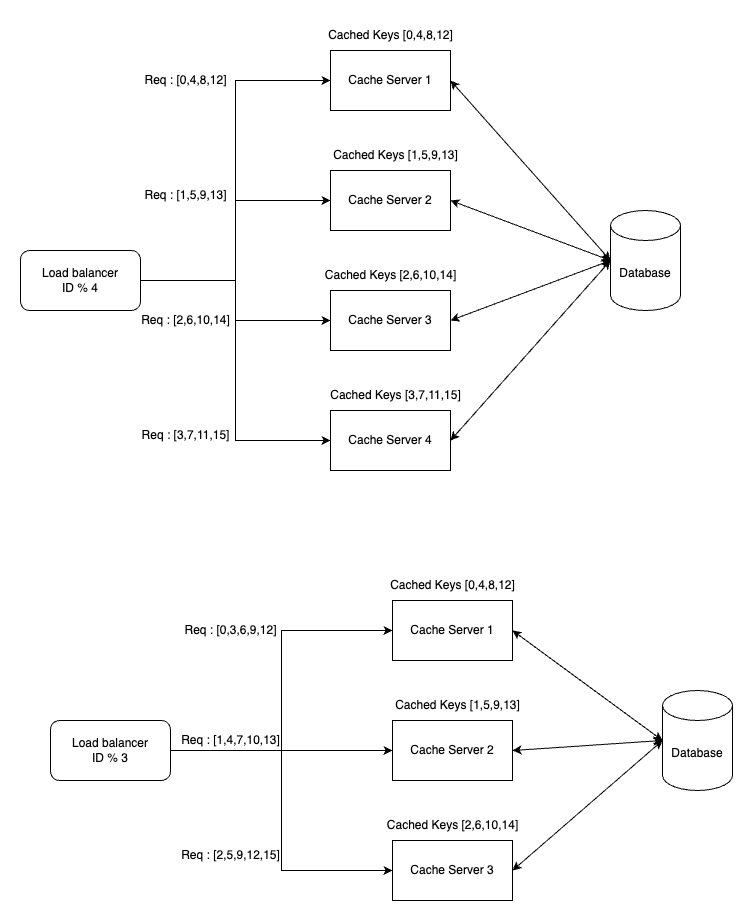 Cached Keys [0,4,8,12]
Req : [0,4,8,12]
Cache Server 1
Cached Keys [1,5,9,13]
Req : [1,5,9,13]
Cache Server 2
Load balancer
ID % 4
Database
Cached Keys [2,6,10,14]
Req : [2,6,10,14]
Cache Server 3
Cached Keys [3,7,11,15]
Req : [3,7,11,15]
Cache Server 4
Cached Keys [0,4,8,12]
Req : [0,3,6,9,12]
Cache Server 1
Cached Keys [1,5,9,13]
Load balancer
ID % 3
Req : [1,4,7,10,13]
Cache Server 2
Database
Cached Keys [2,6,10,14]
Req : [2,5,9,12,15]
Cache Server 3